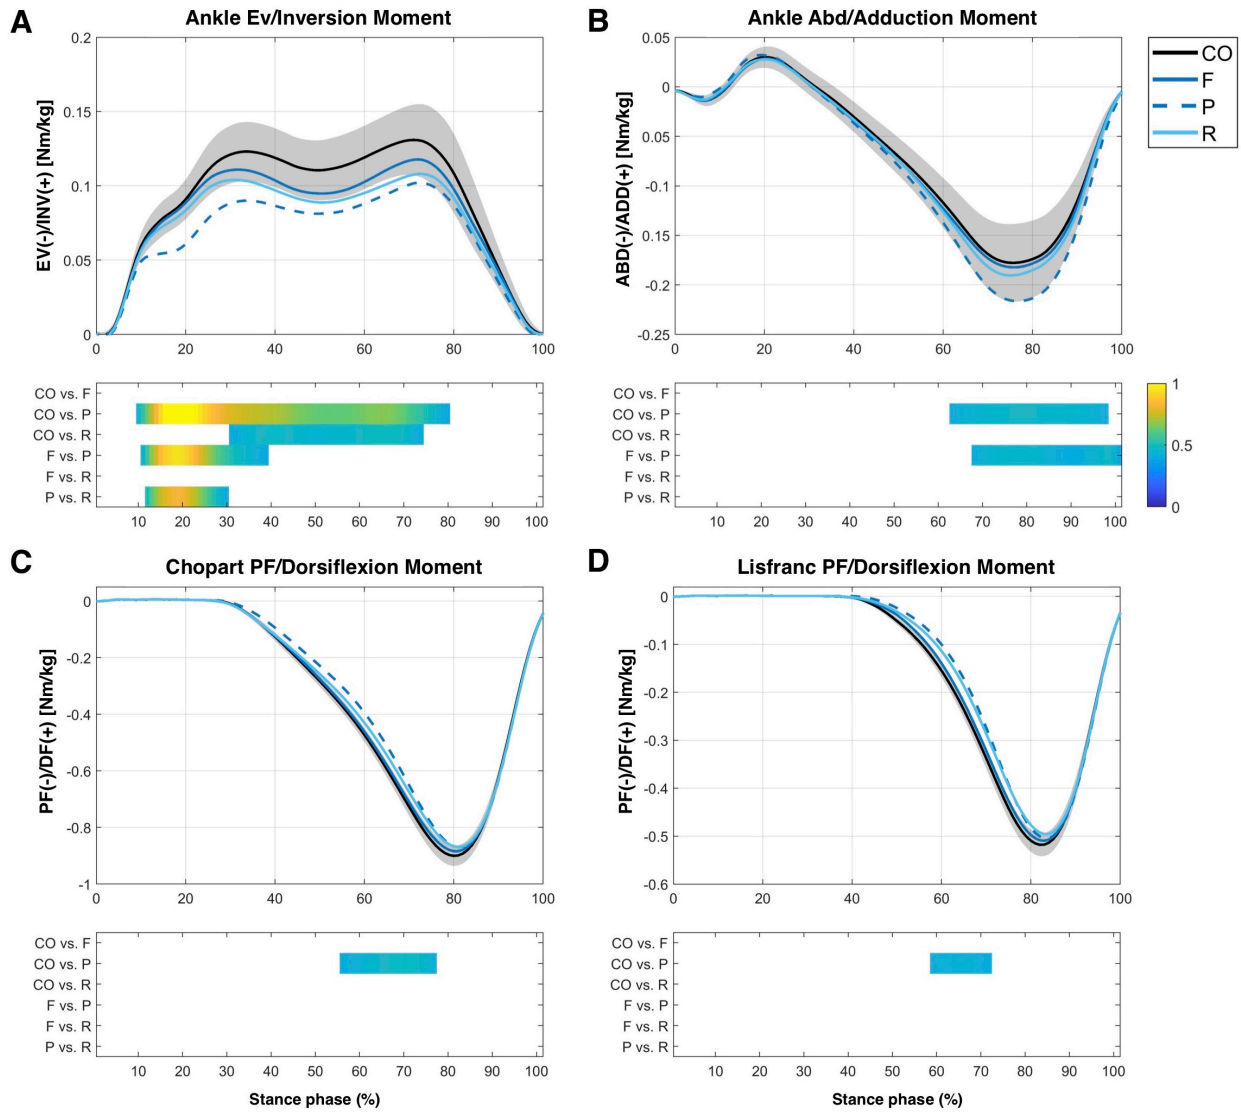 A
Ankle Ev/Inversion Moment
EV(-)/INV(+) [Nm/kg]
0.2
0.15
0.1
0.05
0
0 20 40 60 80 100
CO vs. F
CO vs. P
CO vs. R
F vs. P
F vs. R
P vs. R
10 20 30 40 50 60 70 80 90 100
B
Ankle Abd/Adduction Moment
ABD(-)/ADD(+) [Nm/kg]
0.05
0
0.05
-0.1
-0.15
-0.2
-0.25
0 20 40 60 80 100
CO
F
P
R
CO vs. F
CO vs. P
CO vs. R
F vs. P
F vs. R
P vs. R
10 20 30 40 50 60 70 80 90 100
1
0.5
0
C
Chopart PF/Dorsiflexion Moment
PF(-)/DF(+) [Nm/kg]
0
-0.2
-0.4
-0.6
-0.8
-1
0 20 40 60 80 100
CO vs. F
CO vs. P
CO vs. R
F vs. P
F vs. R
P vs. R
10 20 30 40 50 60 70 80 90 100
Stance phase (%)
D
Lisfranc PF/Dorsiflexion Moment
PF(-)/DF(+) [Nm/kg]
0
-0.1
-0.2
-0.3
-0.4
-0.5
-0.6
0 20 40 60 80 100
CO vs. F
CO vs. P
CO vs. R
F vs. P
F vs. R
P vs. R
10 20 30 40 50 60 70 80 90 100
Stance phase (%)